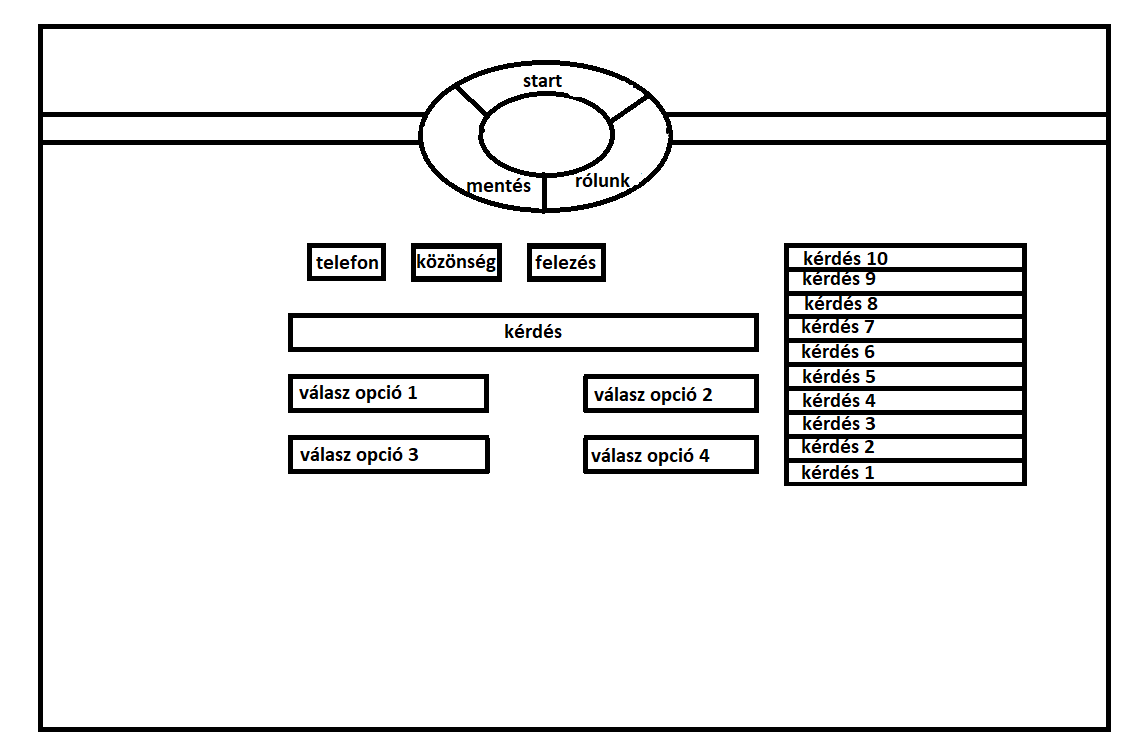 start
mentés
rólunk
telefon
közönség
felezés
kérdés
válasz opció 1
válasz opció 2
válasz opció 3
válasz opció 4
kérdés 10
kérdés 9
kérdés 8
kérdés 7
kérdés 6
kérdés 5
kérdés 4
kérdés 3
kérdés 2
kérdés 1